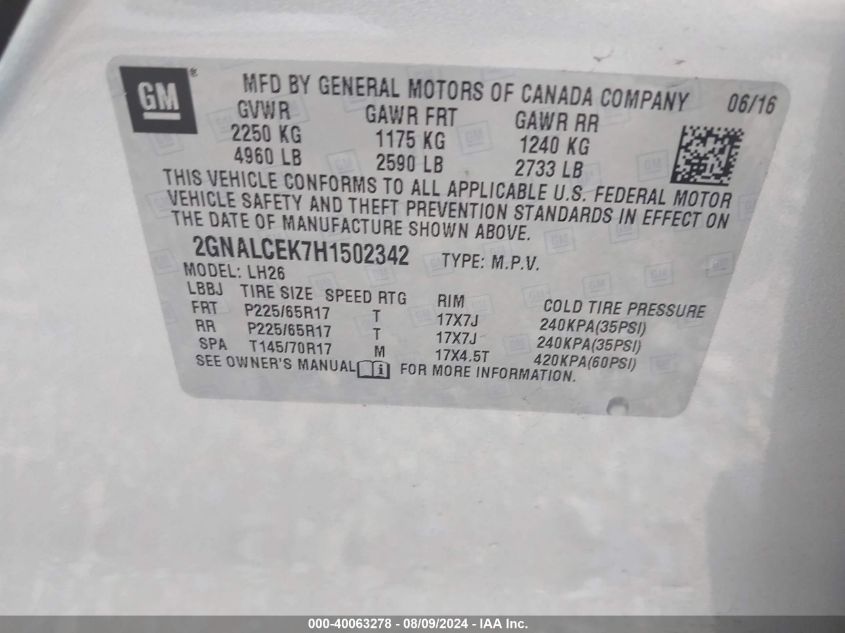 GM ® MFD BY GENERAL MOTORS OF CANADA COMPANY 06/16
GVWR GAWR FRT GAWR RR
2250 KG 1175 KG 1240 KG
4960 LB 2590 LB 2733 LB
THIS VEHICLE CONFORMS TO ALL APPLICABLE U.S. FEDERAL MOTOR
VEHICLE SAFETY AND THEFT PREVENTION STANDARDS IN EFFECT ON
THE DATE OF MANUFACTURE SHOWN ABOVE.
2GNALCEK7H1502342 TYPE: M.P.V.
MODEL: LH26
LBBJ TIRE SIZE SPEED RTG RIM COLD TIRE PRESSURE
FRT P225/65R17 T 17X7J 240KPA(35PSI)
RR P225/65R17 T 17X7J 240KPA(35PSI)
SPA T145/70R17 M 17X4.5T 420KPA(60PSI)
SEE OWNER'S MANUAL FOR MORE INFORMATION.
000-40063278 - 08/09/2024 - IAA Inc.